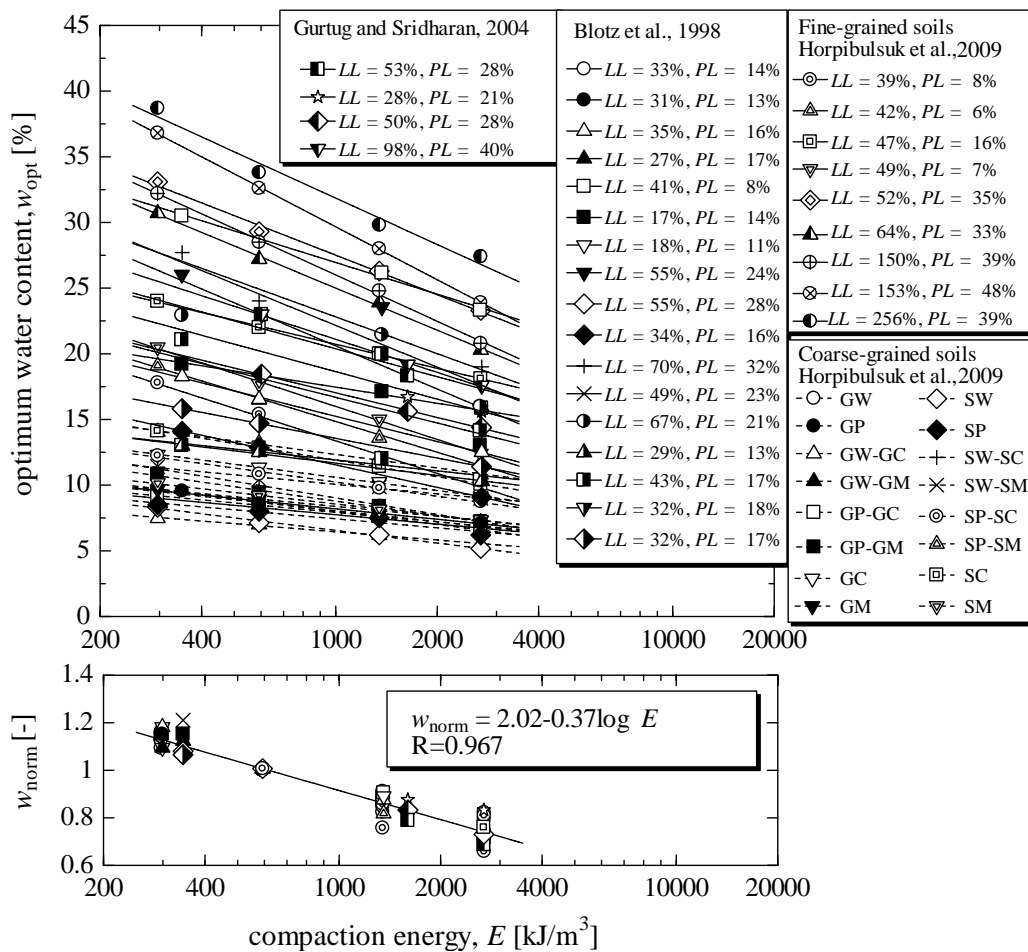 Gurtug and Sridharan, 2004
LL = 53%, PL = 28%
LL = 28%, PL = 21%
LL = 50%, PL = 28%
LL = 98%, PL = 40%
Blotz et al., 1998
LL = 33%, PL = 14%
LL = 31%, PL = 13%
LL = 35%, PL = 16%
LL = 27%, PL = 17%
LL = 41%, PL = 8%
LL = 17%, PL = 14%
LL = 18%, PL = 11%
LL = 55%, PL = 24%
LL = 55%, PL = 28%
LL = 34%, PL = 16%
LL = 70%, PL = 32%
LL = 49%, PL = 23%
LL = 67%, PL = 21%
LL = 29%, PL = 13%
LL = 43%, PL = 17%
LL = 32%, PL = 18%
LL = 32%, PL = 17%
Fine-grained soils
Horpibulsuk et al.,2009
LL = 39%, PL = 8%
LL = 42%, PL = 6%
LL = 47%, PL = 16%
LL = 49%, PL = 7%
LL = 52%, PL = 35%
LL = 64%, PL = 33%
LL = 150%, PL = 39%
LL = 153%, PL = 48%
LL = 256%, PL = 39%
Coarse-grained soils
Horpibulsuk et al.,2009
GW SW
GP SP
GW-GC SW-SC
GW-GM SW-SM
GP-GC SP-SC
GP-GM SP-SM
GC SC
GM SM
optimum water content, wopt [%]
45
40
35
30
25
20
15
10
5
0
200 400 1000 2000 4000 10000 20000
wnorm [-]
1.4
1.2
1
0.8
0.6
wnorm = 2.02-0.37log E
R=0.967
200 400 1000 2000 4000 10000 20000
compaction energy, E [kJ/m³]